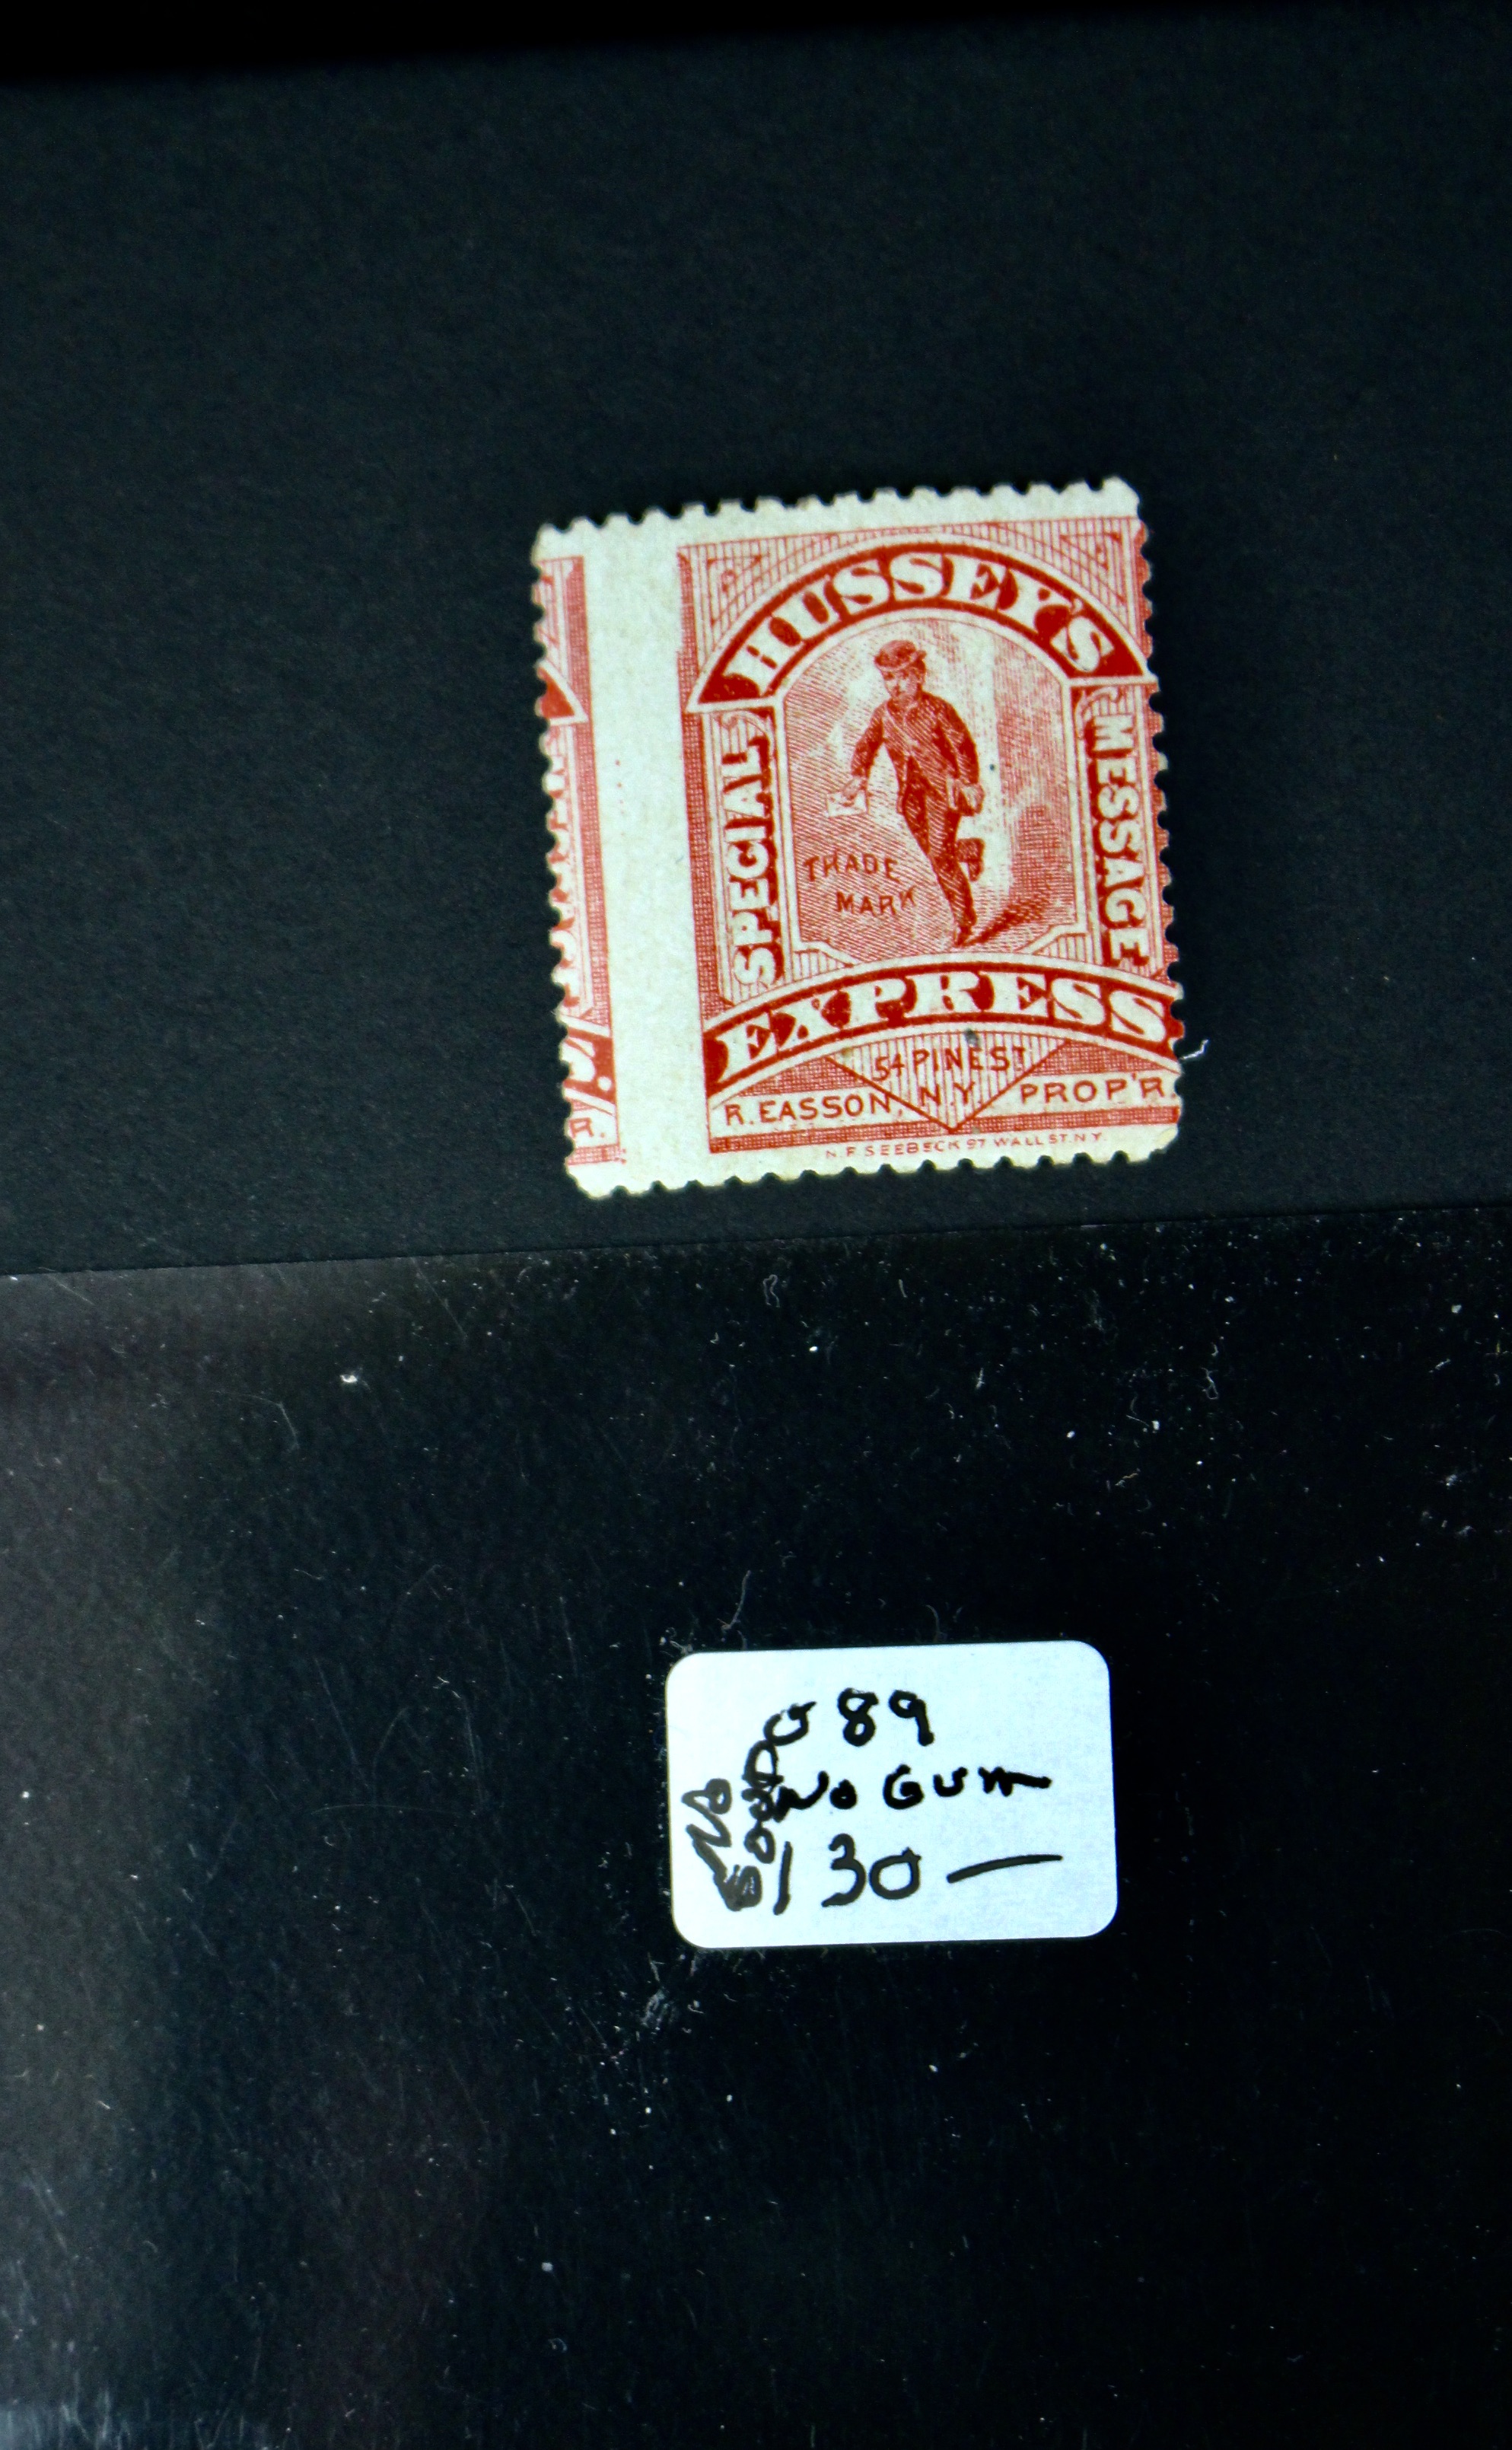 HUSSEY'S
SPECIAL
MESSAGE
TRADE
MARK
EXPRESS
54 PINE ST.
N.Y.
R. EASSON, PROP'R.
N.F. SEEBECK 97 WALL ST. N.Y.
R.
89
NO GUM
130—
NO